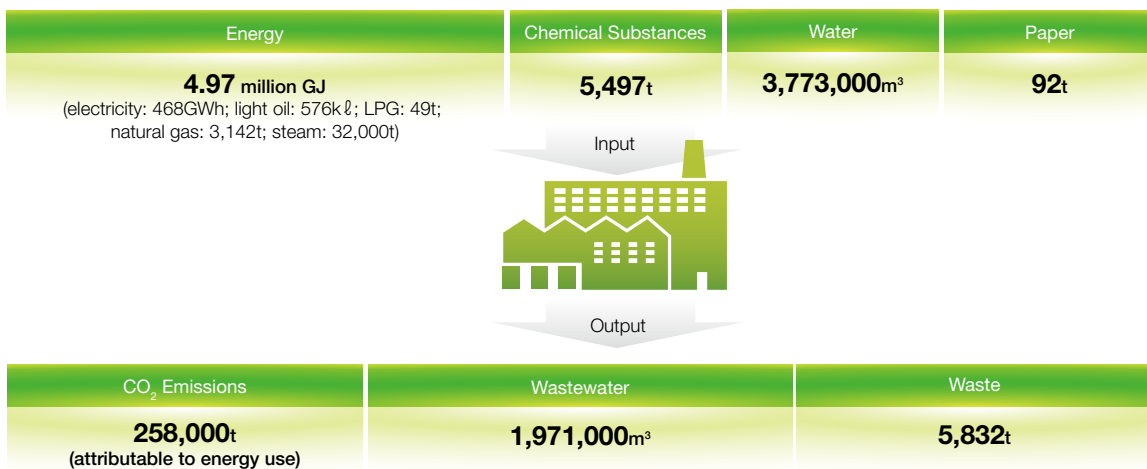 Energy
Chemical Substances
Water
Paper
4.97 million GJ
(electricity: 468GWh; light oil: 576kℓ; LPG: 49t;
natural gas: 3,142t; steam: 32,000t)
5,497t
3,773,000m³
92t
Input
Output
CO₂ Emissions
Wastewater
Waste
258,000t
(attributable to energy use)
1,971,000m³
5,832t